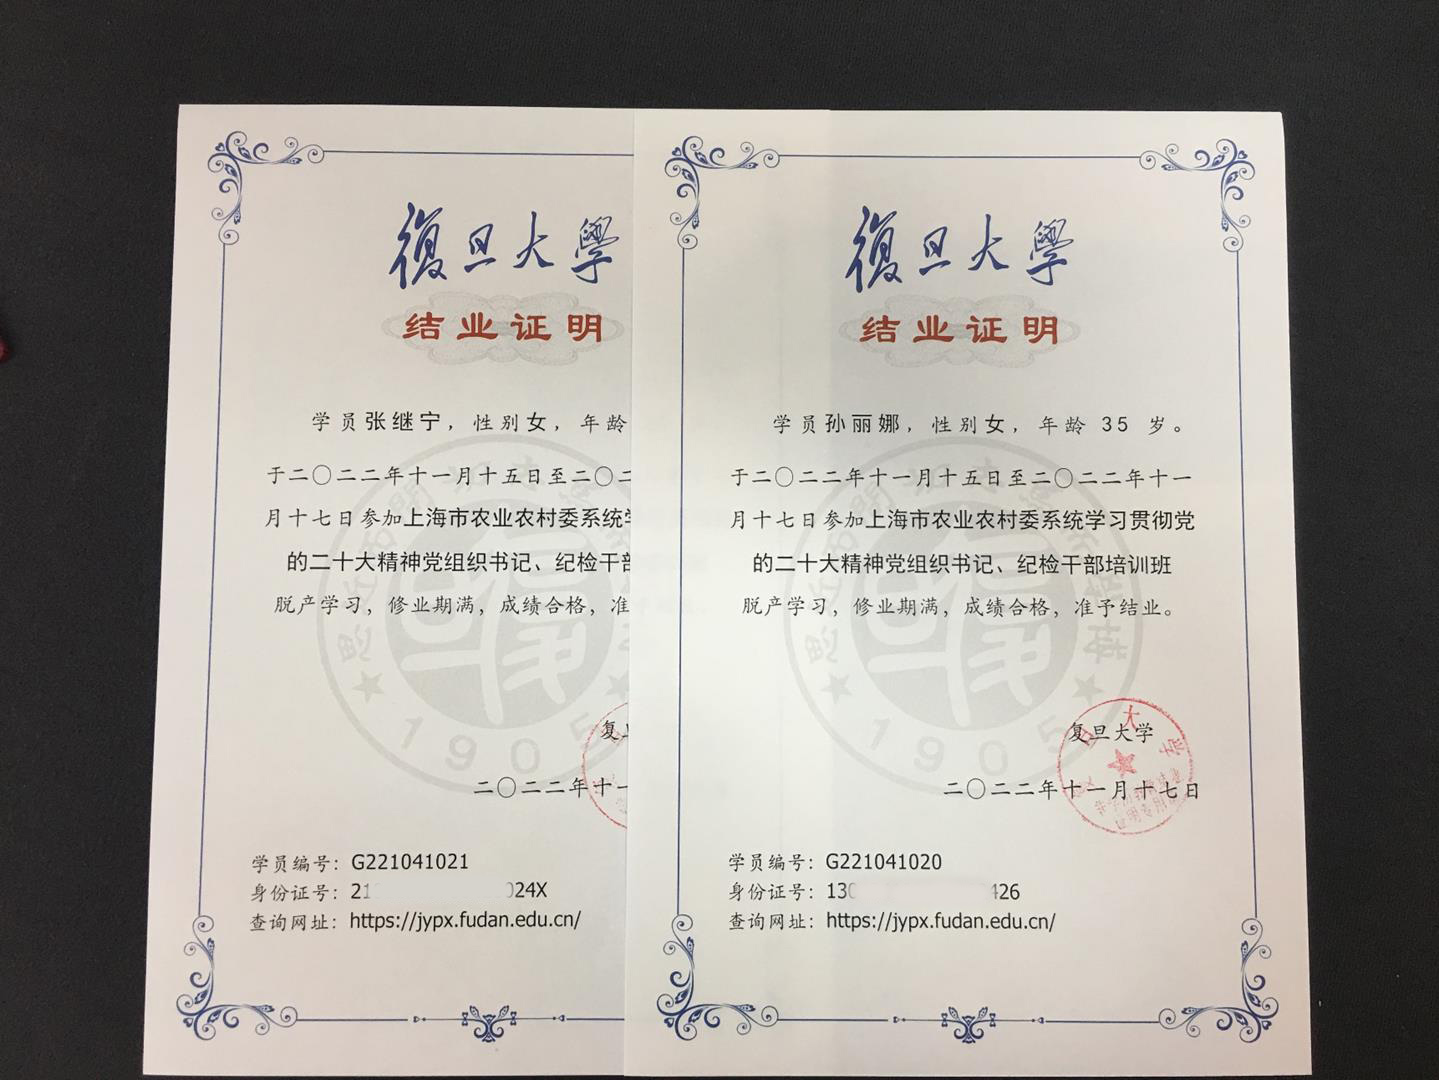 復旦大學
结业证明
学员张继宁，性别女，年龄
于二〇二二年十一月十五日至二〇二
月十七日参加上海市农业农村委系统学
的二十大精神党组织书记、纪检干部
脱产学习，修业期满，成绩合格，准
复旦
二〇二二年十一
学员编号：G221041021
身份证号：21 024X
查询网址：https://jypx.fudan.edu.cn/
1905
復旦大學
结业证明
学员孙丽娜，性别女，年龄 35 岁。
于二〇二二年十一月十五日至二〇二二年十一
月十七日参加上海市农业农村委系统学习贯彻党
的二十大精神党组织书记、纪检干部培训班
脱产学习，修业期满，成绩合格，准予结业。
复旦大学
二〇二二年十一月十七日
学员编号：G221041020
身份证号：130 426
查询网址：https://jypx.fudan.edu.cn/
1905